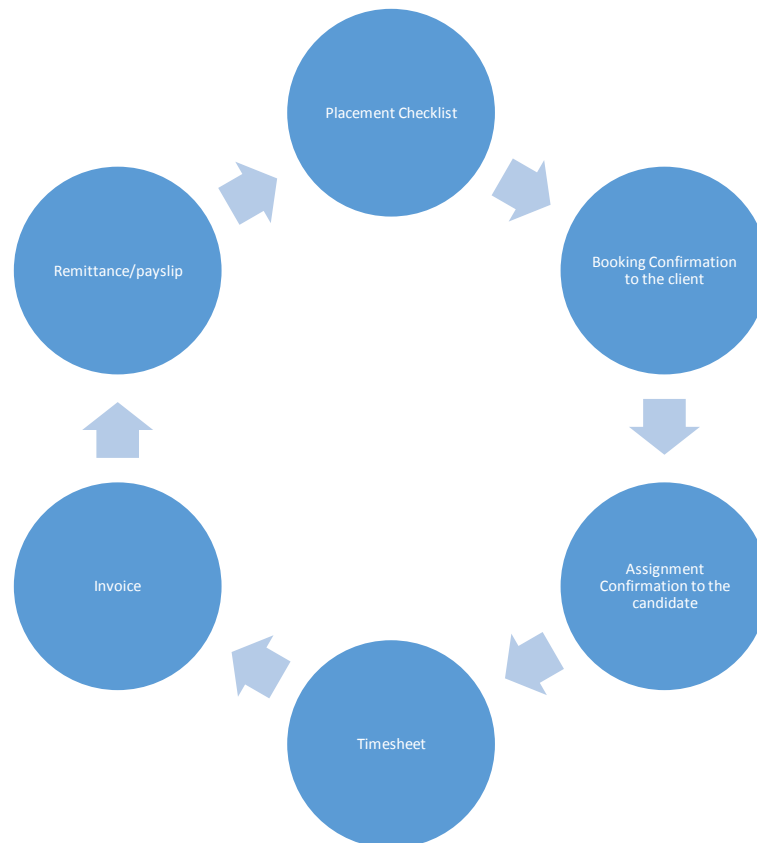 Placement Checklist
Booking Confirmation
to the client
Assignment
Confirmation to the
candidate
Timesheet
Invoice
Remittance/payslip